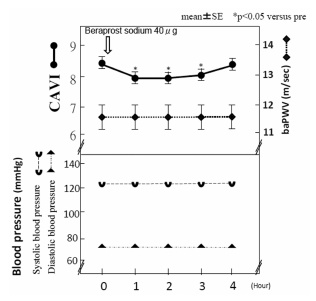 mean±SE *p<0.05 versus pre
Beraprost sodium 40μg
CAVI
9
8
7
6
* * *
14
13
12
11
baPWV (m/sec)
Blood pressure (mmHg)
Systolic blood pressure
Diastolic blood pressure
140
120
100
80
60
0 1 2 3 4 (Hour)